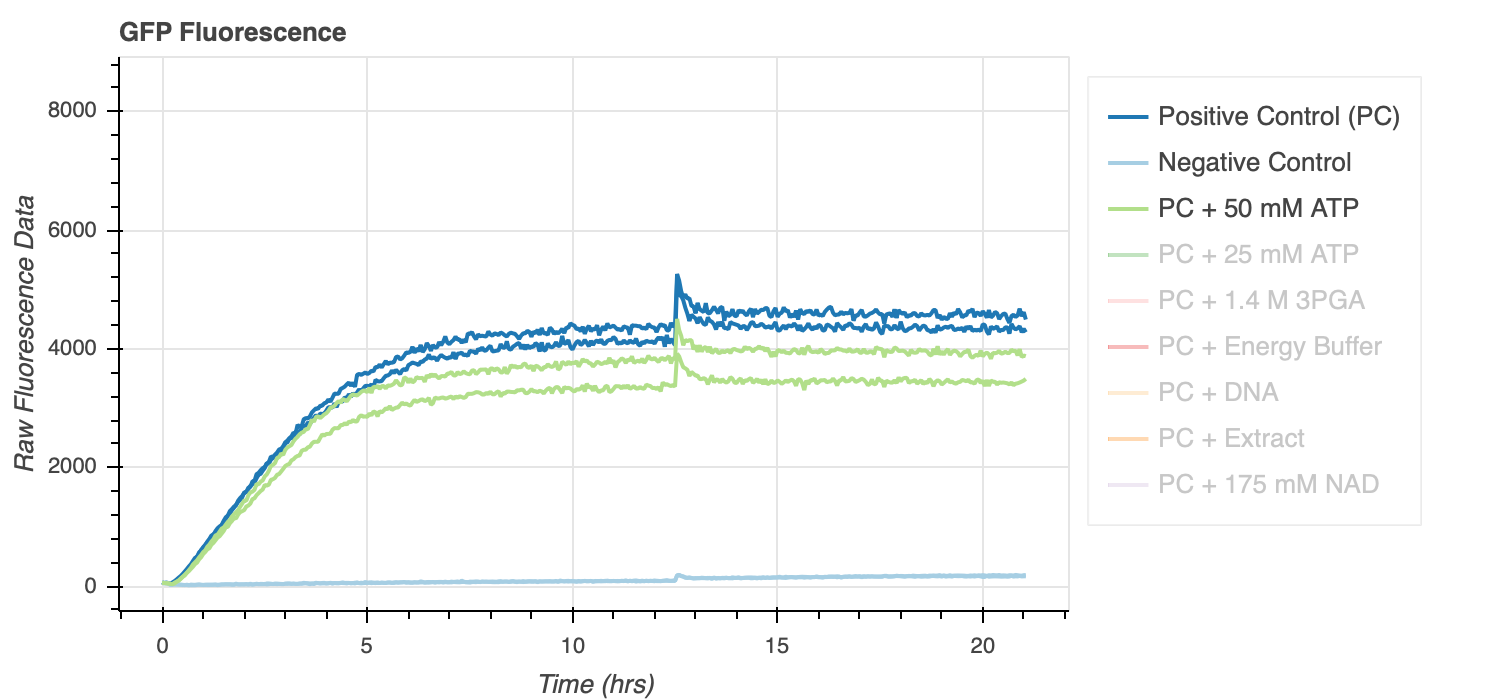 GFP Fluorescence
8000
6000
4000
2000
0
Raw Fluorescence Data
0 5 10 15 20
Time (hrs)
Positive Control (PC)
Negative Control
PC + 50 mM ATP
PC + 25 mM ATP
PC + 1.4 M 3PGA
PC + Energy Buffer
PC + DNA
PC + Extract
PC + 175 mM NAD